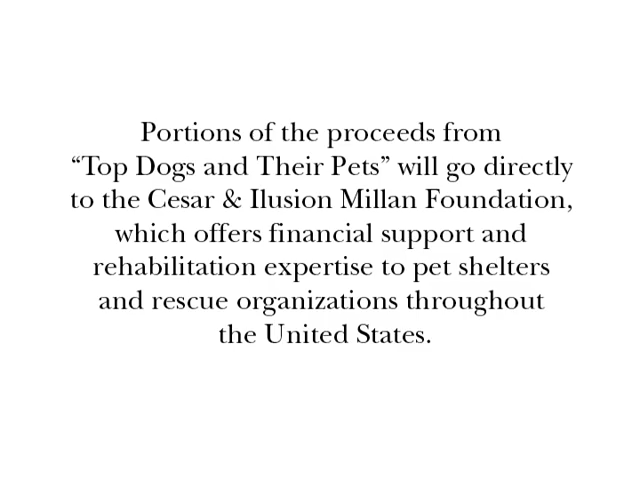 Portions of the proceeds from
“Top Dogs and Their Pets” will go directly
to the Cesar & Ilusion Millan Foundation,
which offers financial support and
rehabilitation expertise to pet shelters
and rescue organizations throughout
the United States.